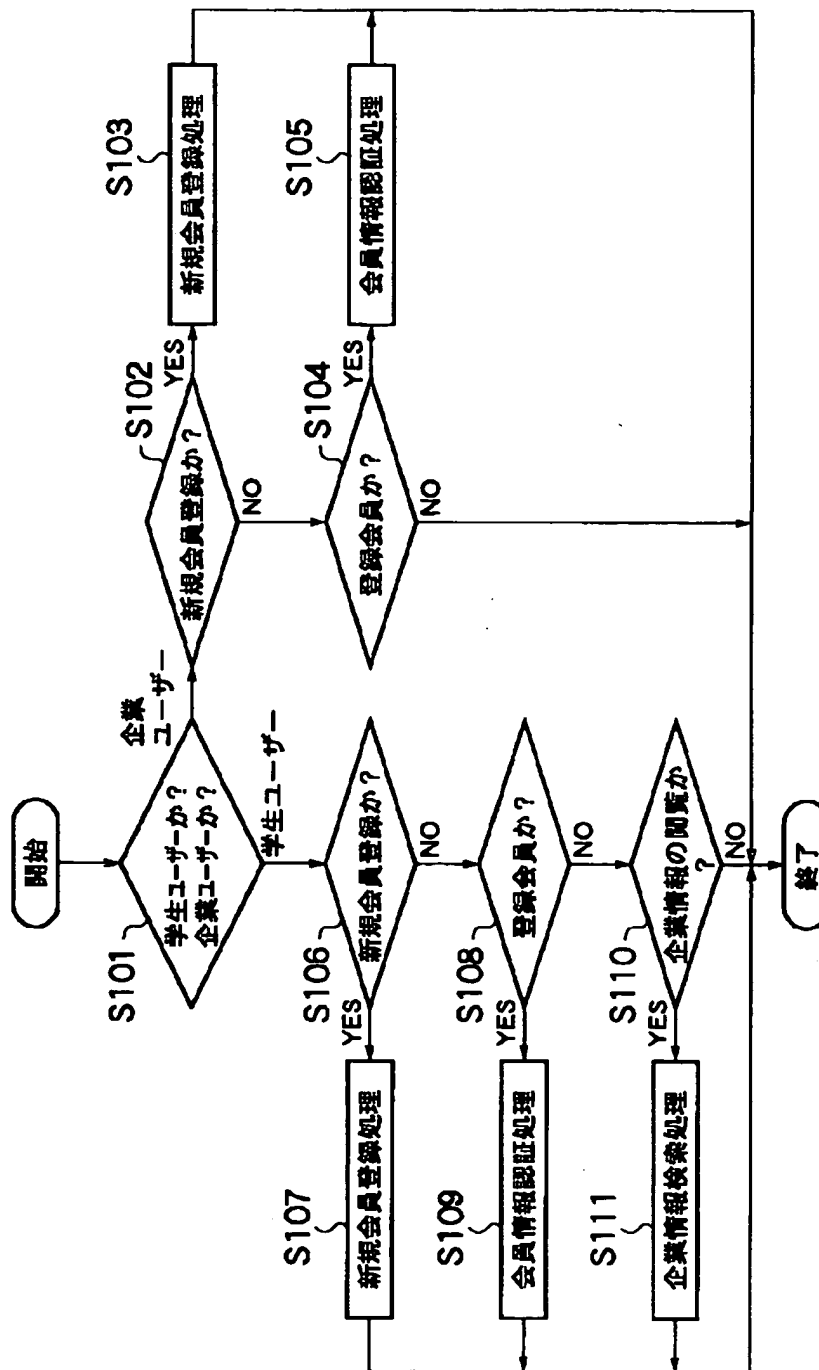 開始
S101
学生ユーザーか?
企業ユーザーか?
企業
ユーザー
学生ユーザー
S102
新規会員登録か?
YES
NO
S103
新規会員登録処理
S104
登録会員か?
YES
NO
S105
会員情報認証処理
S106
新規会員登録か?
YES
NO
S107
新規会員登録処理
S108
登録会員か?
YES
NO
S109
会員情報認証処理
S110
企業情報の閲覧か
?
YES
NO
S111
企業情報検索処理
終了